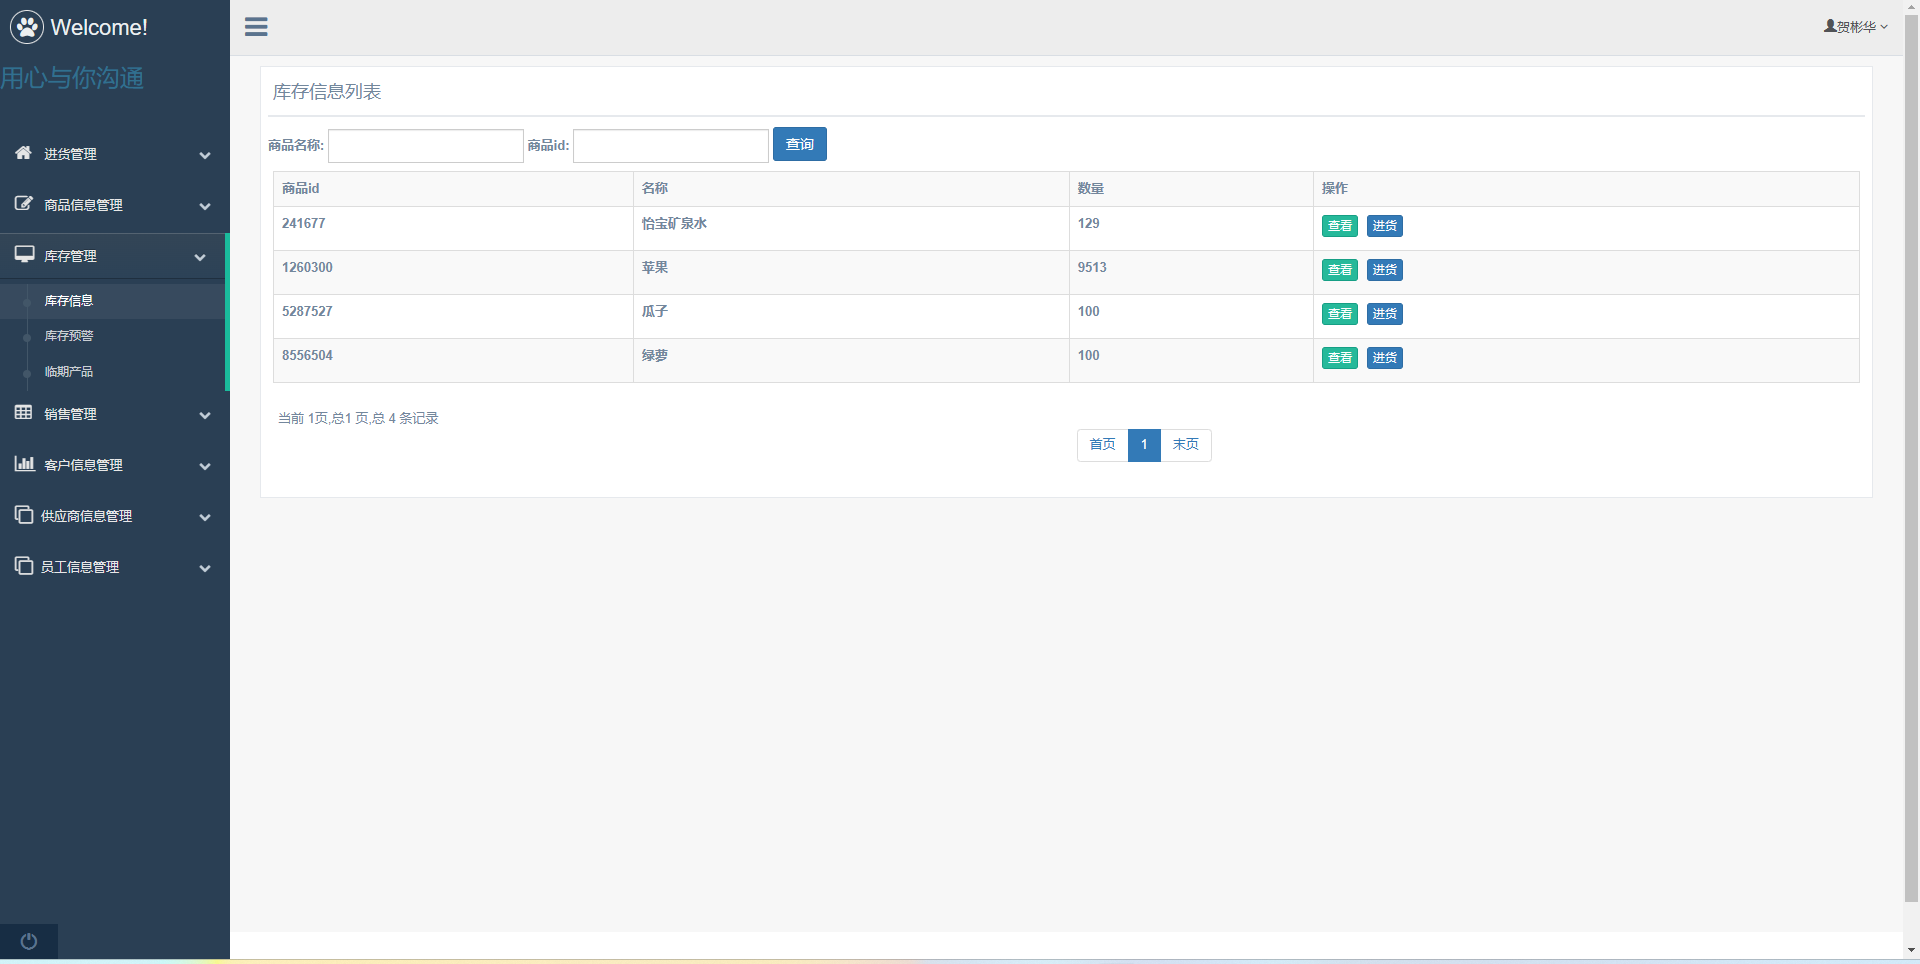 Welcome!
用心与你沟通
进货管理
商品信息管理
库存管理
库存信息
库存预警
临期产品
销售管理
客户信息管理
供应商信息管理
员工信息管理
贺彬华
库存信息列表
商品名称: 商品id: 查询
商品id 名称 数量 操作
241677 怡宝矿泉水 129 查看 进货
1260300 苹果 9513 查看 进货
5287527 瓜子 100 查看 进货
8556504 绿萝 100 查看 进货
当前 1页,总1 页,总 4 条记录
首页 1 末页